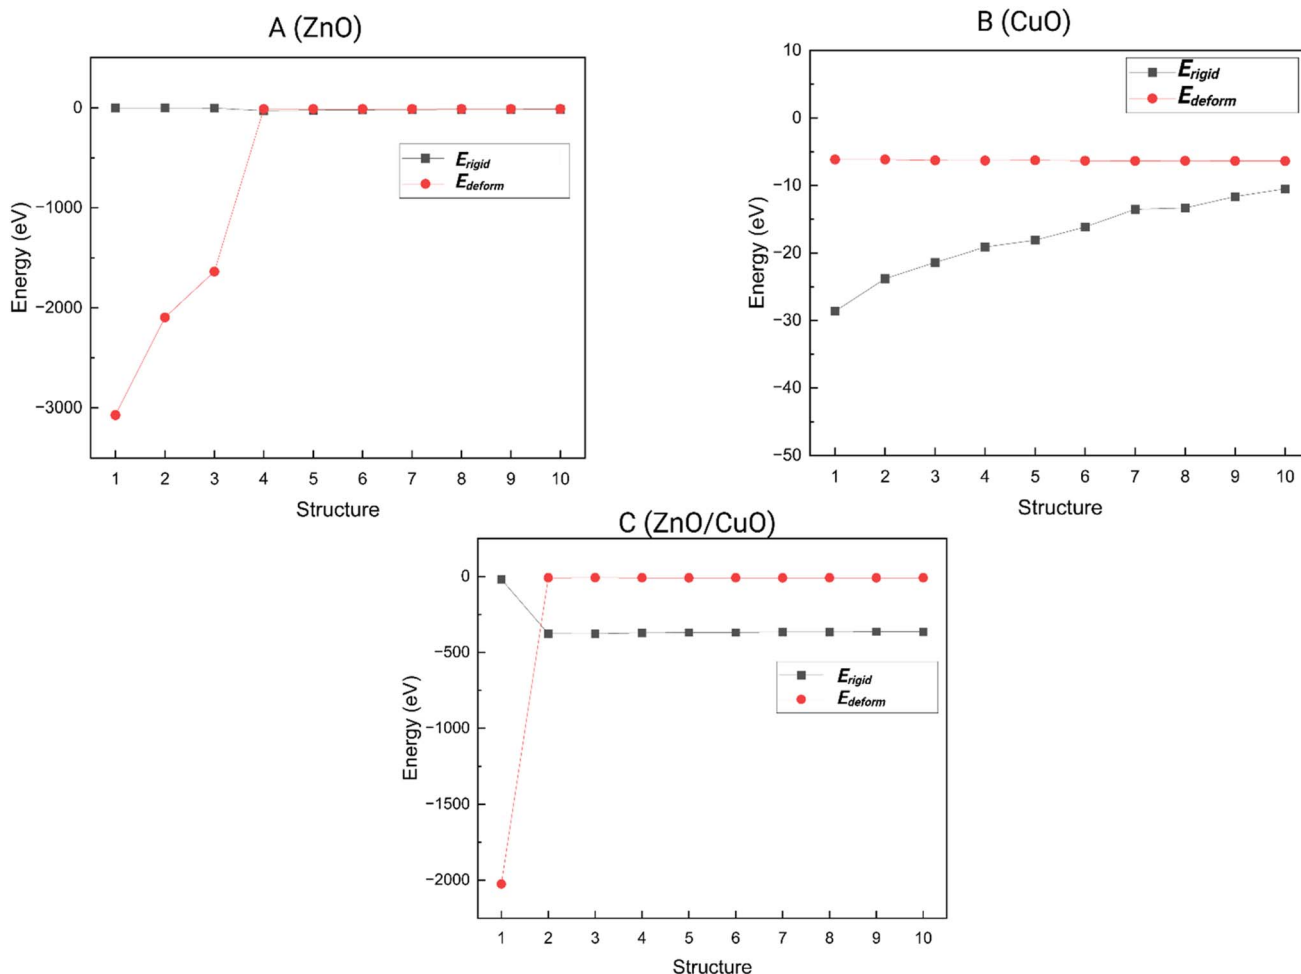 A (ZnO)
0
−1000
−2000
−3000
Energy (eV)
E_rigid
E_deform
1 2 3 4 5 6 7 8 9 10
Structure
B (CuO)
10
0
−10
−20
−30
−40
−50
Energy (eV)
E_rigid
E_deform
1 2 3 4 5 6 7 8 9 10
Structure
C (ZnO/CuO)
0
−500
−1000
−1500
−2000
Energy (eV)
E_rigid
E_deform
1 2 3 4 5 6 7 8 9 10
Structure